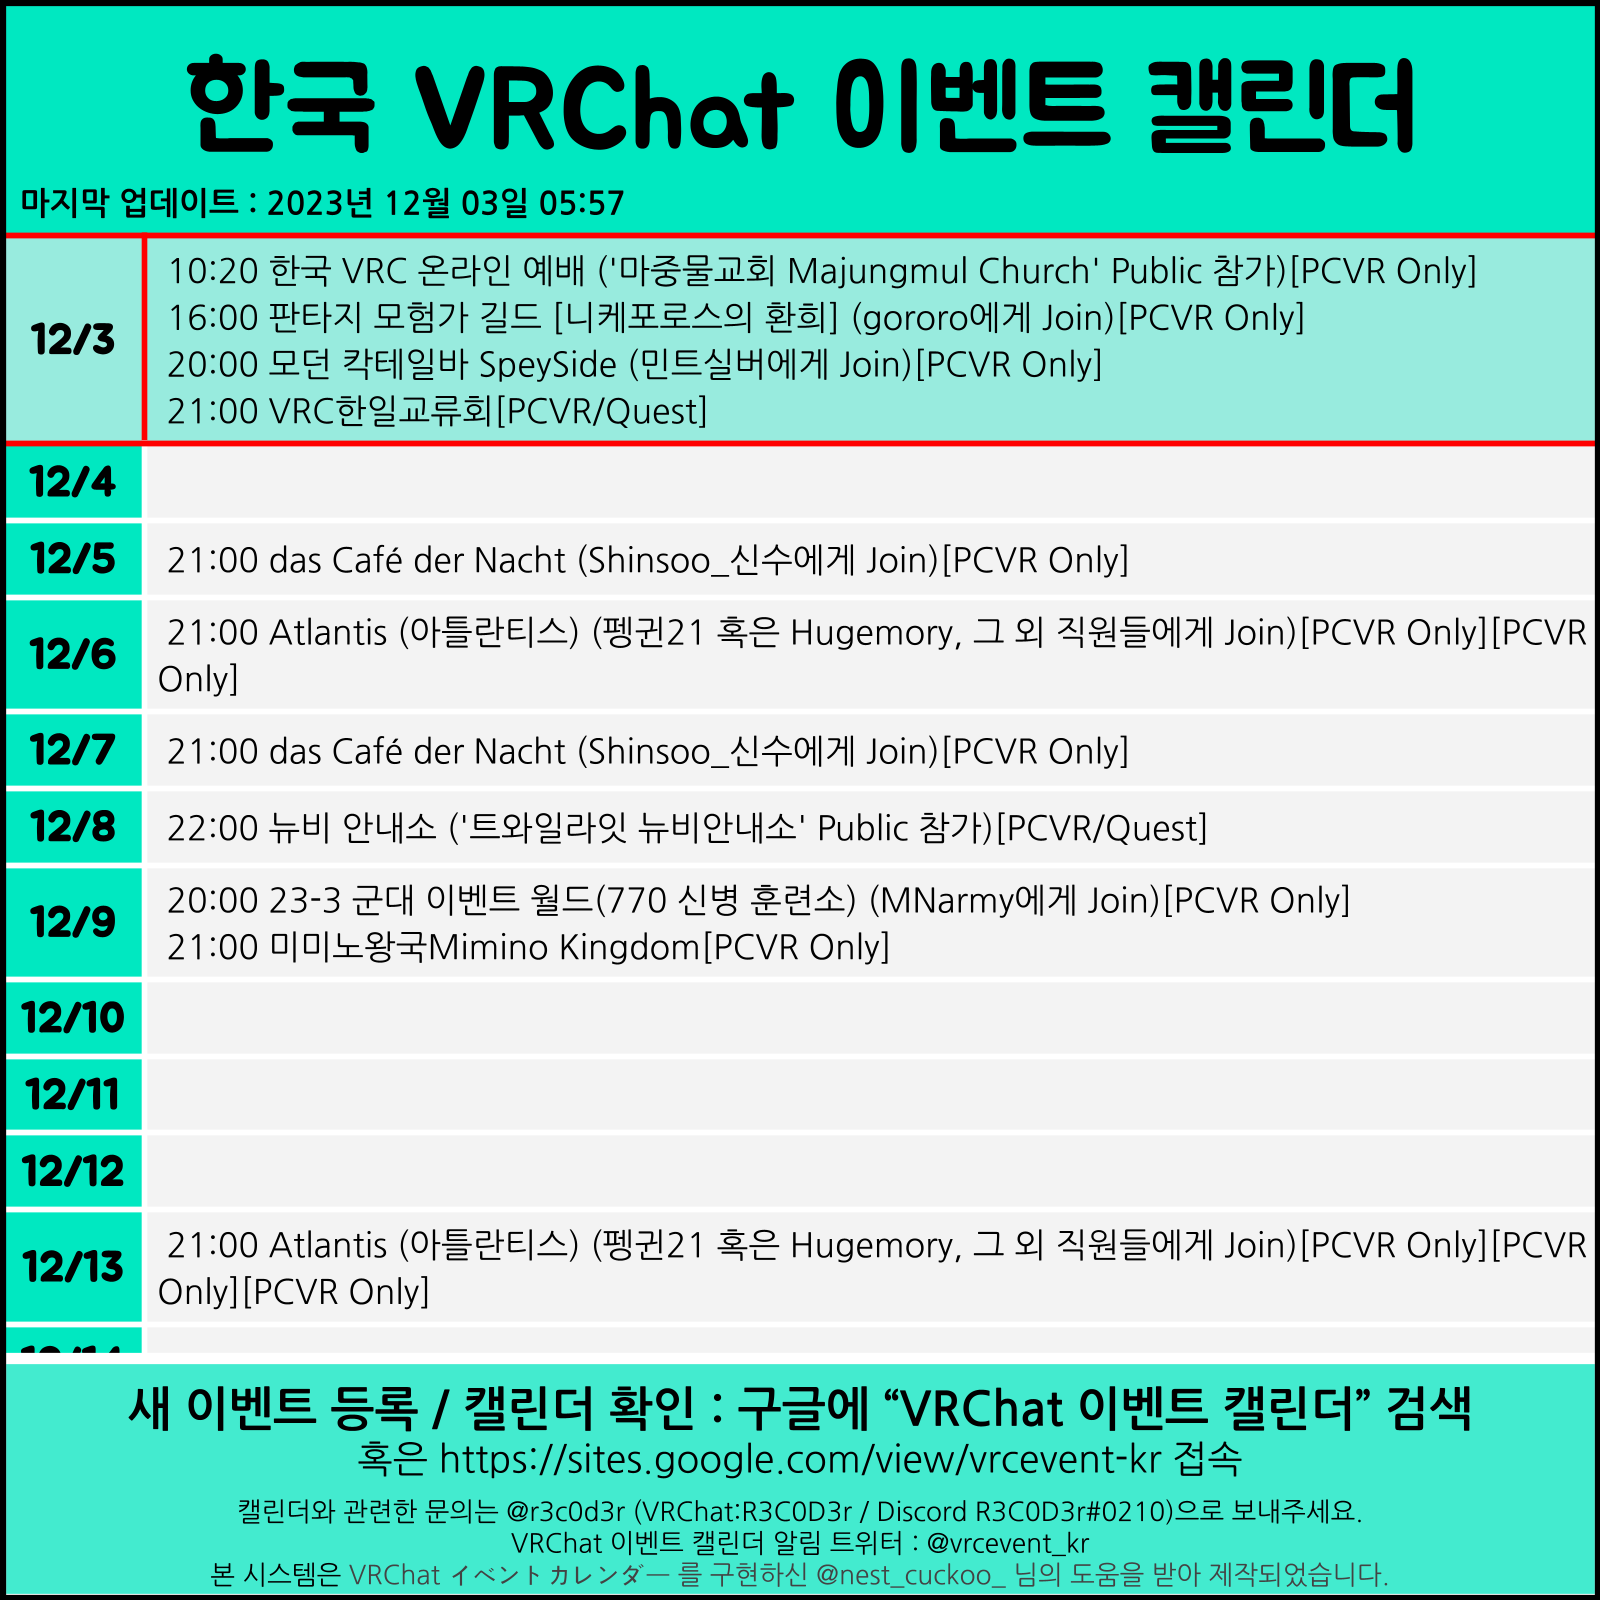 한국 VRChat 이벤트 캘린더
마지막 업데이트 : 2023년 12월 03일 05:57
12/3
10:20 한국 VRC 온라인 예배 ('마중물교회 Majungmul Church' Public 참가)[PCVR Only]
16:00 판타지 모험가 길드 [니케포로스의 환희] (gororo에게 Join)[PCVR Only]
20:00 모던 칵테일바 SpeySide (민트실버에게 Join)[PCVR Only]
21:00 VRC한일교류회[PCVR/Quest]
12/4
12/5
21:00 das Café der Nacht (Shinsoo_신수에게 Join)[PCVR Only]
12/6
21:00 Atlantis (아틀란티스) (펭귄21 혹은 Hugemory, 그 외 직원들에게 Join)[PCVR Only][PCVR
Only]
12/7
21:00 das Café der Nacht (Shinsoo_신수에게 Join)[PCVR Only]
12/8
22:00 뉴비 안내소 ('트와일라잇 뉴비안내소' Public 참가)[PCVR/Quest]
12/9
20:00 23-3 군대 이벤트 월드(770 신병 훈련소) (MNarmy에게 Join)[PCVR Only]
21:00 미미노왕국Mimino Kingdom[PCVR Only]
12/10
12/11
12/12
12/13
21:00 Atlantis (아틀란티스) (펭귄21 혹은 Hugemory, 그 외 직원들에게 Join)[PCVR Only][PCVR
Only][PCVR Only]
새 이벤트 등록 / 캘린더 확인 : 구글에 “VRChat 이벤트 캘린더” 검색
혹은 https://sites.google.com/view/vrcevent-kr 접속
캘린더와 관련한 문의는 @r3c0d3r (VRChat:R3C0D3r / Discord R3C0D3r#0210)으로 보내주세요.
VRChat 이벤트 캘린더 알림 트위터 : @vrcevent_kr
본 시스템은 VRChat イベントカレンダー 를 구현하신 @nest_cuckoo_ 님의 도움을 받아 제작되었습니다.